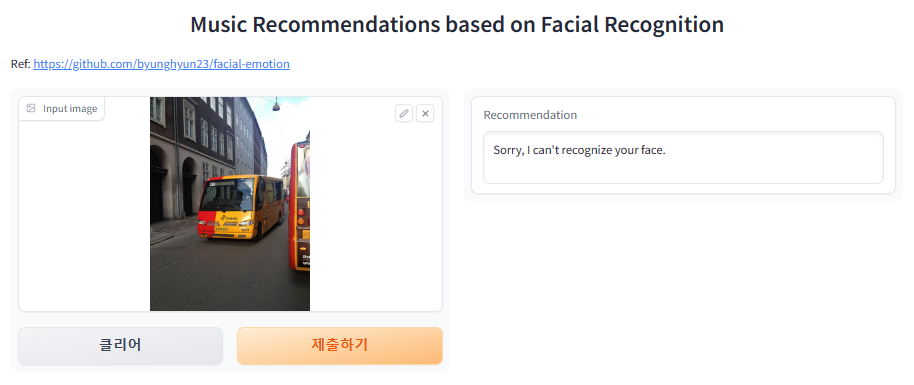 Music Recommendations based on Facial Recognition
Ref: https://github.com/byunghyun23/facial-emotion
Input image
Recommendation
Sorry, I can't recognize your face.
클리어
제출하기